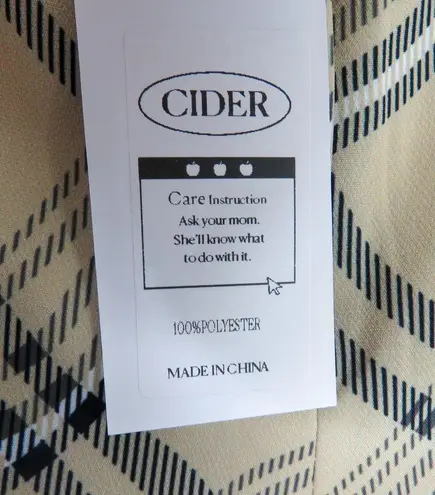 CIDER
Care Instruction
Ask your mom.
She'll know what
to do with it.
100%POLYESTER
MADE IN CHINA